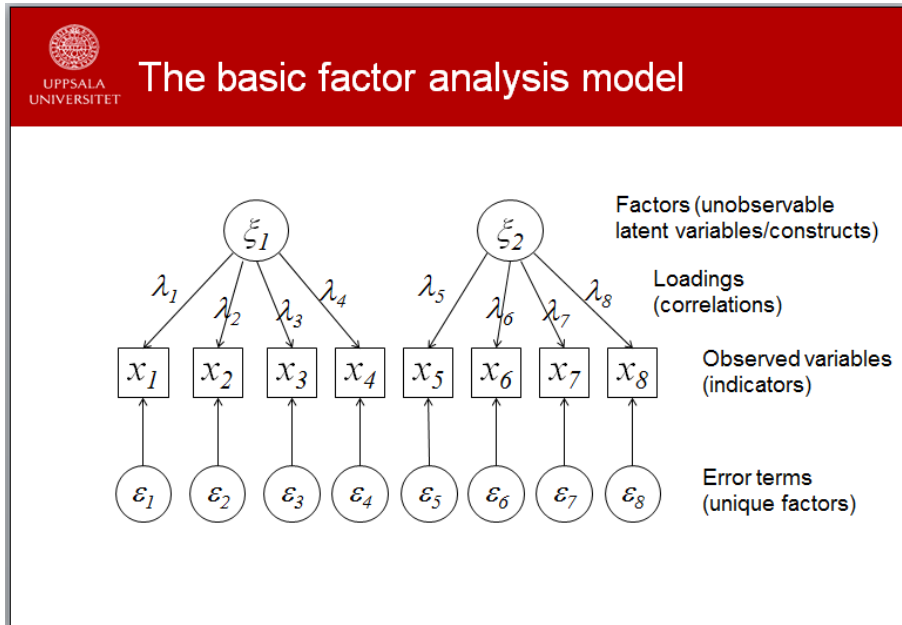 UPPSALA
UNIVERSITET
The basic factor analysis model
ξ₁ ξ₂
Factors (unobservable
latent variables/constructs)
λ₁ λ₂ λ₃ λ₄ λ₅ λ₆ λ₇ λ₈
Loadings
(correlations)
x₁ x₂ x₃ x₄ x₅ x₆ x₇ x₈
Observed variables
(indicators)
ε₁ ε₂ ε₃ ε₄ ε₅ ε₆ ε₇ ε₈
Error terms
(unique factors)